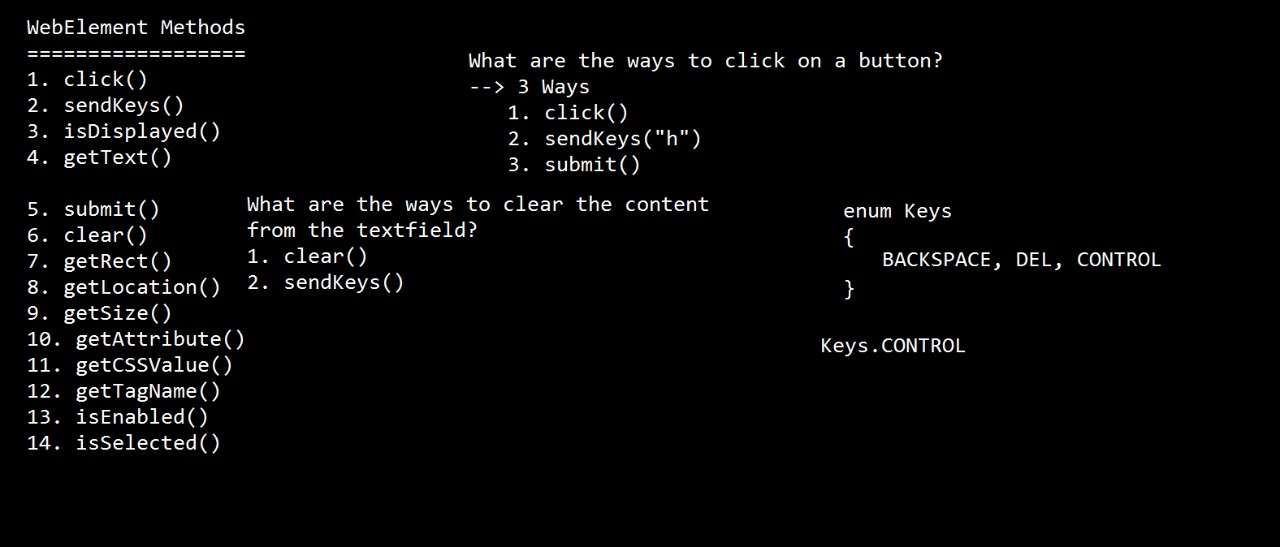 WebElement Methods
==================
1. click()
2. sendKeys()
3. isDisplayed()
4. getText()
5. submit()
6. clear()
7. getRect()
8. getLocation()
9. getSize()
10. getAttribute()
11. getCSSValue()
12. getTagName()
13. isEnabled()
14. isSelected()
What are the ways to click on a button?
--> 3 Ways
1. click()
2. sendKeys("h")
3. submit()
What are the ways to clear the content
from the textfield?
1. clear()
2. sendKeys()
enum Keys
{
BACKSPACE, DEL, CONTROL
}
Keys.CONTROL